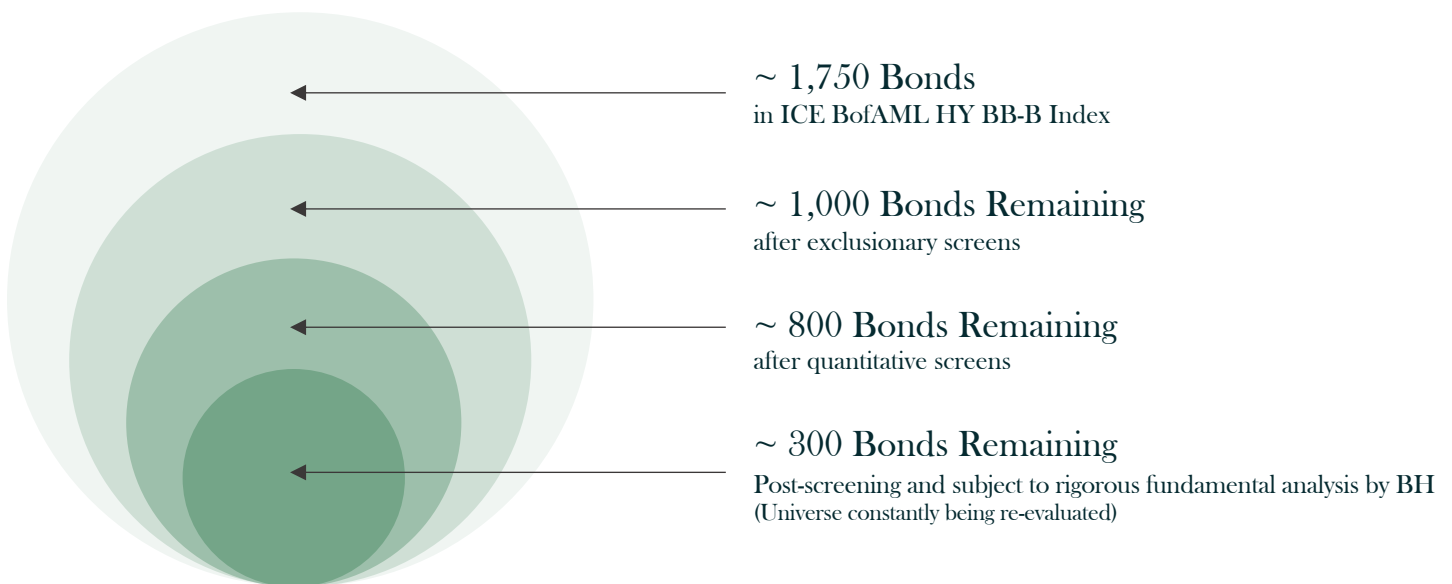 ~ 1,750 Bonds
in ICE BofAML HY BB-B Index
~ 1,000 Bonds Remaining
after exclusionary screens
~ 800 Bonds Remaining
after quantitative screens
~ 300 Bonds Remaining
Post-screening and subject to rigorous fundamental analysis by BH
(Universe constantly being re-evaluated)